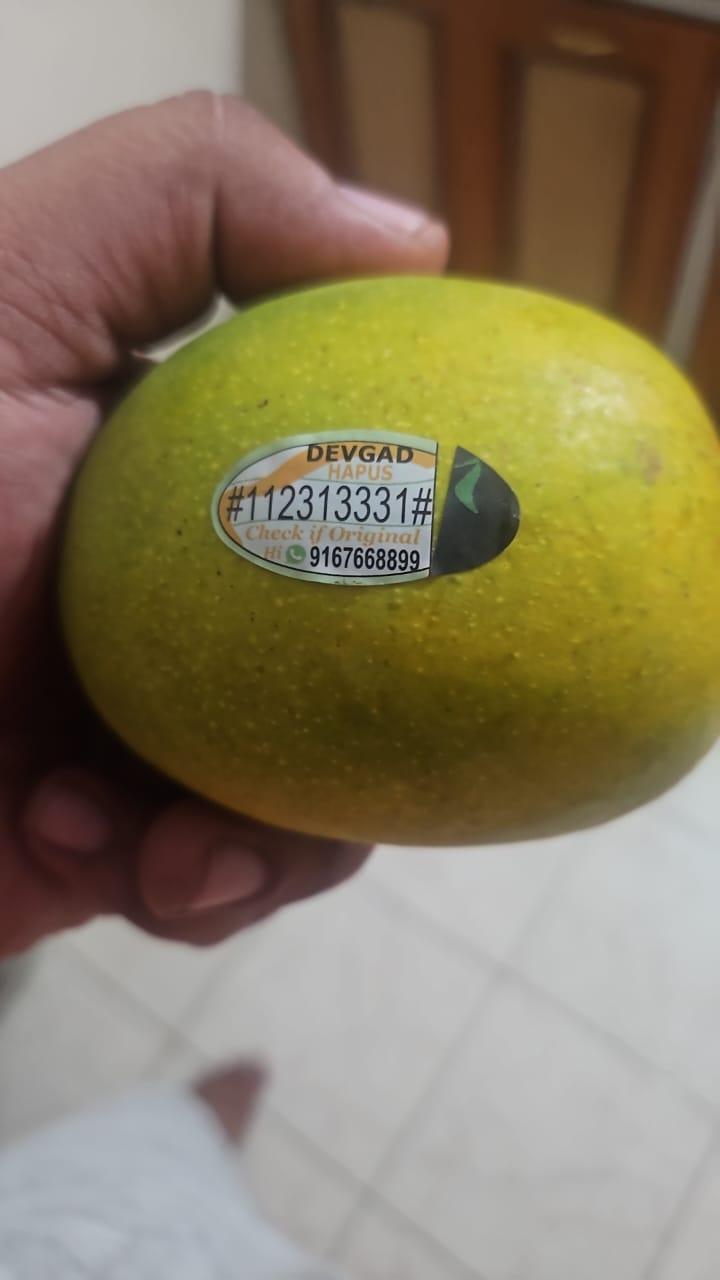 DEVGAD
HAPUS
#112313331#
Check if Original
Hi 9167668899